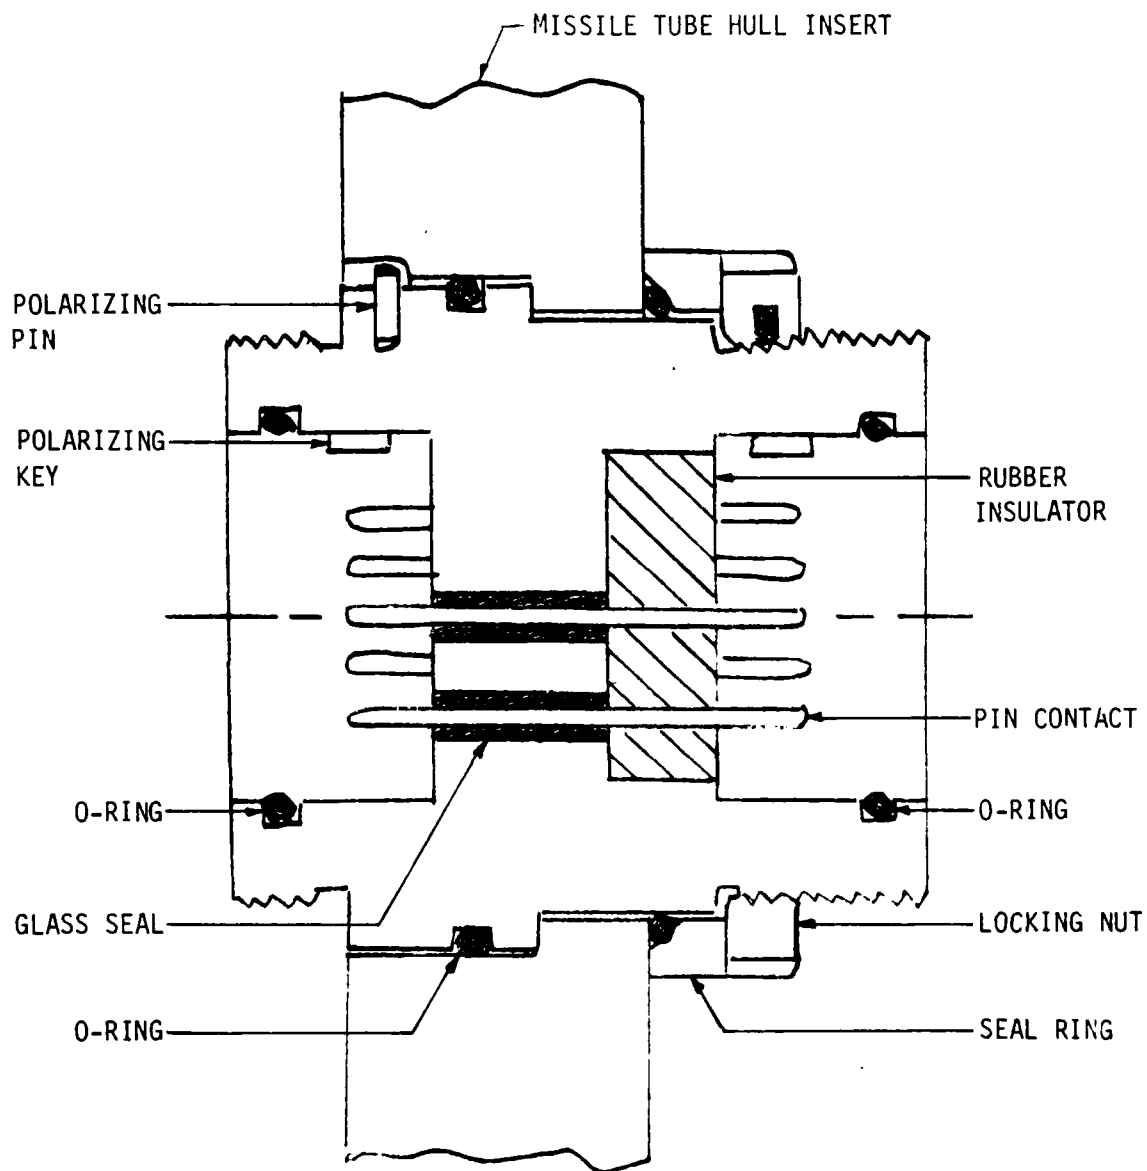 MISSILE TUBE HULL INSERT
POLARIZING
PIN
POLARIZING
KEY
RUBBER
INSULATOR
PIN CONTACT
O-RING
O-RING
GLASS SEAL
LOCKING NUT
O-RING
SEAL RING